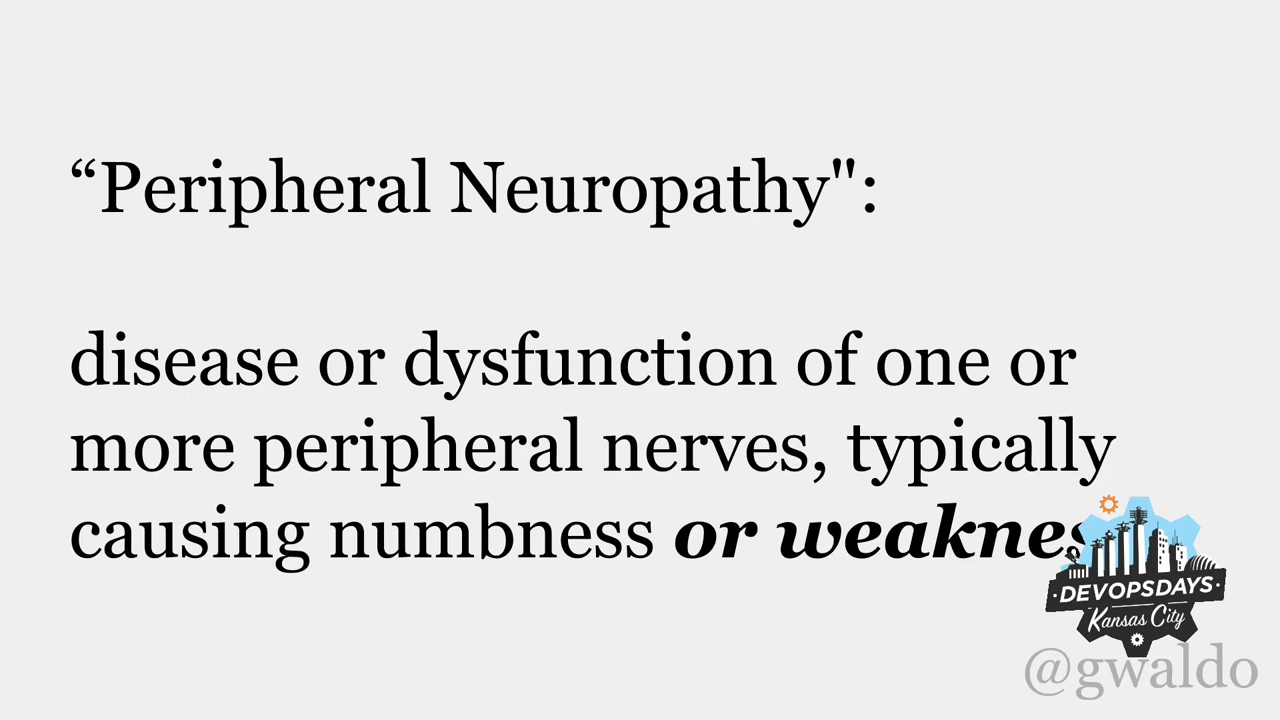 “Peripheral Neuropathy":
disease or dysfunction of one or
more peripheral nerves, typically
causing numbness or weaknes
· DEVOPSDAYS ·
Kansas City
@gwaldo